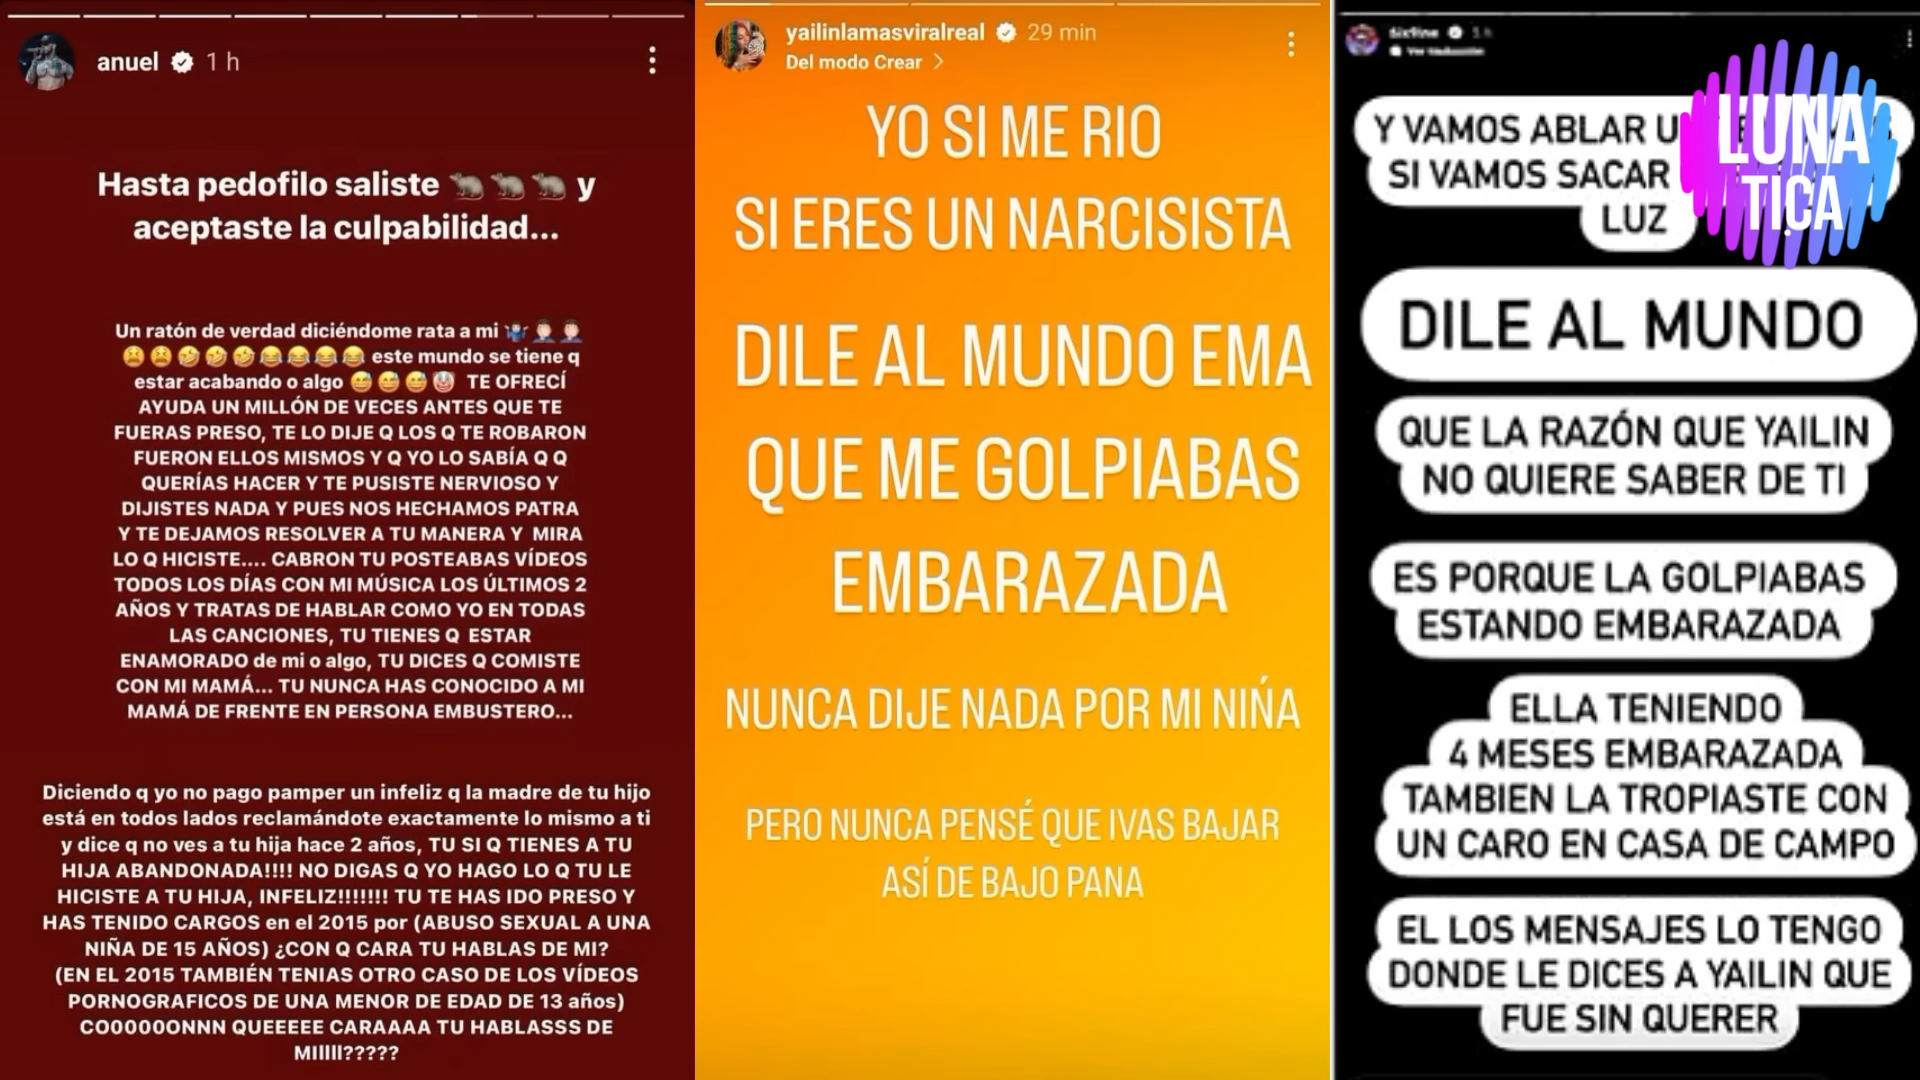 anuel 1 h
Hasta pedofilo saliste 🐀🐀🐀 y
aceptaste la culpabilidad...
Un ratón de verdad diciéndome rata a mi 🤷🏻‍♂️🤦🏻‍♂️🤦🏻‍♂️
😫😫🤣🤣🤣😂😂😂😂 este mundo se tiene q
estar acabando o algo 😅😅😅🤡 TE OFRECÍ
AYUDA UN MILLÓN DE VECES ANTES QUE TE
FUERAS PRESO, TE LO DIJE Q LOS Q TE ROBARON
FUERON ELLOS MISMOS Y Q YO LO SABÍA Q Q
QUERÍAS HACER Y TE PUSISTE NERVIOSO Y
DIJISTES NADA Y PUES NOS HECHAMOS PATRA
Y TE DEJAMOS RESOLVER A TU MANERA Y MIRA
LO Q HICISTE.... CABRON TU POSTEABAS VÍDEOS
TODOS LOS DÍAS CON MI MÚSICA LOS ÚLTIMOS 2
AÑOS Y TRATAS DE HABLAR COMO YO EN TODAS
LAS CANCIONES, TU TIENES Q ESTAR
ENAMORADO de mi o algo, TU DICES Q COMISTE
CON MI MAMÁ... TU NUNCA HAS CONOCIDO A MI
MAMÁ DE FRENTE EN PERSONA EMBUSTERO...
Diciendo q yo no pago pamper un infeliz q la madre de tu hijo
está en todos lados reclamándote exactamente lo mismo a ti
y dice q no ves a tu hija hace 2 años, TU SI Q TIENES A TU
HIJA ABANDONADA!!!! NO DIGAS Q YO HAGO LO Q TU LE
HICISTE A TU HIJA, INFELIZ!!!!!!! TU TE HAS IDO PRESO Y
HAS TENIDO CARGOS en el 2015 por (ABUSO SEXUAL A UNA
NIÑA DE 15 AÑOS) ¿CON Q CARA TU HABLAS DE MI?
(EN EL 2015 TAMBIÉN TENIAS OTRO CASO DE LOS VÍDEOS
PORNOGRAFICOS DE UNA MENOR DE EDAD DE 13 años)
COOOOOONNN QUEEEEE CARAAAA TU HABLASSS DE
MIIIII?????
yailinlamasviralreal 29 min
Del modo Crear >
YO SI ME RIO
SI ERES UN NARCISISTA
DILE AL MUNDO EMA
QUE ME GOLPIABAS
EMBARAZADA
NUNCA DIJE NADA POR MI NIŃA
PERO NUNCA PENSÉ QUE IVAS BAJAR
ASÍ DE BAJO PANA
6ix9ine
Ver traducción
LUNA
TICA
Y VAMOS ABLAR
SI VAMOS SACAR
LUZ
DILE AL MUNDO
QUE LA RAZÓN QUE YAILIN
NO QUIERE SABER DE TI
ES PORQUE LA GOLPIABAS
ESTANDO EMBARAZADA
ELLA TENIENDO
4 MESES EMBARAZADA
TAMBIEN LA TROPIASTE CON
UN CARO EN CASA DE CAMPO
EL LOS MENSAJES LO TENGO
DONDE LE DICES A YAILIN QUE
FUE SIN QUERER